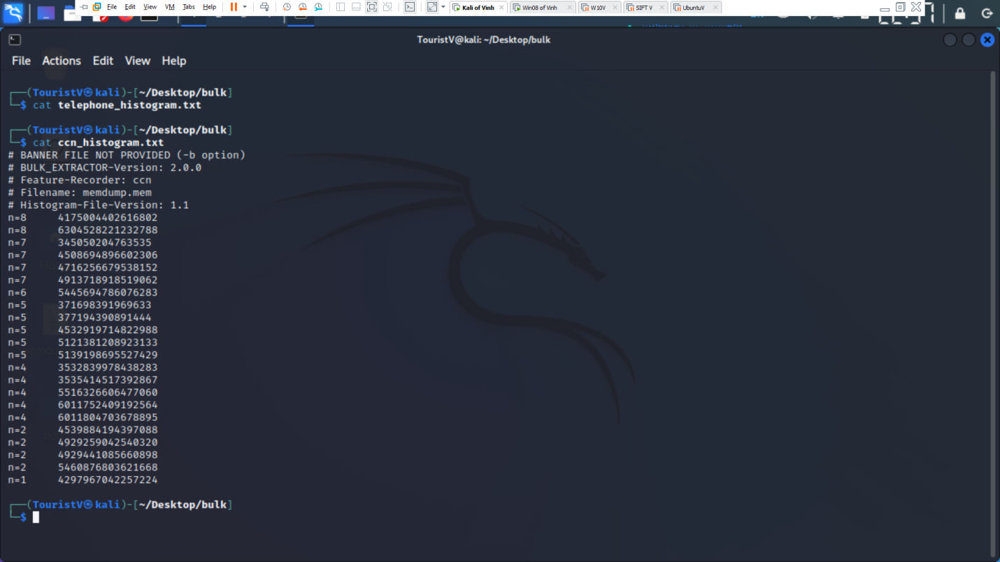 File Edit View VM Tabs Help
Kali of Vinh
Win08 of Vinh
W10V
SIFT V
UbuntuV
TouristV@kali: ~/Desktop/bulk
File Actions Edit View Help
(TouristV㉿kali)-[~/Desktop/bulk]
$ cat telephone_histogram.txt
(TouristV㉿kali)-[~/Desktop/bulk]
$ cat ccn_histogram.txt
# BANNER FILE NOT PROVIDED (-b option)
# BULK_EXTRACTOR-Version: 2.0.0
# Feature-Recorder: ccn
# Filename: memdump.mem
# Histogram-File-Version: 1.1
n=8 4175004402616802
n=8 6304528221232788
n=7 345050204763535
n=7 4508694896602306
n=7 4716256679538152
n=7 4913718918519062
n=6 5445694786076283
n=5 371698391969633
n=5 377194390891444
n=5 4532919714822988
n=5 5121381208923133
n=5 5139198695527429
n=4 3532839978438283
n=4 3535414517392867
n=4 5516326606477060
n=4 6011752409192564
n=4 6011804703678895
n=2 4539884194397088
n=2 4929259042540320
n=2 4929441085660898
n=2 5460876803621668
n=1 4297967042257224
(TouristV㉿kali)-[~/Desktop/bulk]
$